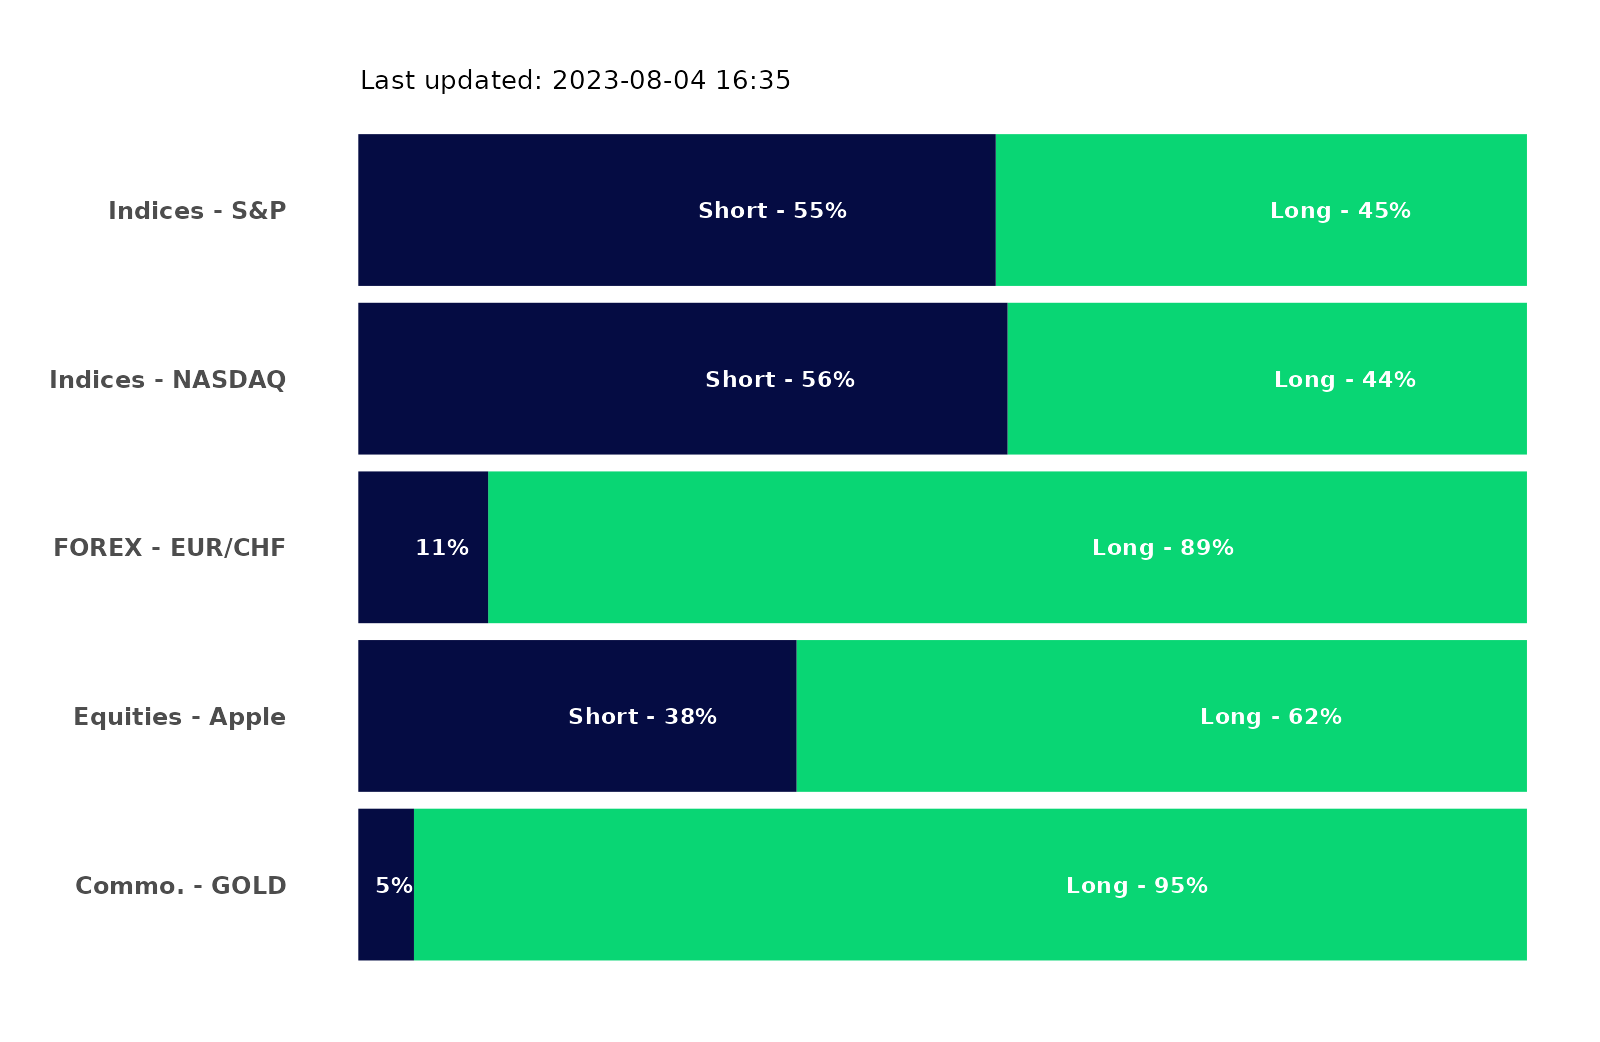 Last updated: 2023-08-04 16:35
Indices - S&P Short - 55% Long - 45%
Indices - NASDAQ Short - 56% Long - 44%
FOREX - EUR/CHF 11% Long - 89%
Equities - Apple Short - 38% Long - 62%
Commo. - GOLD 5% Long - 95%